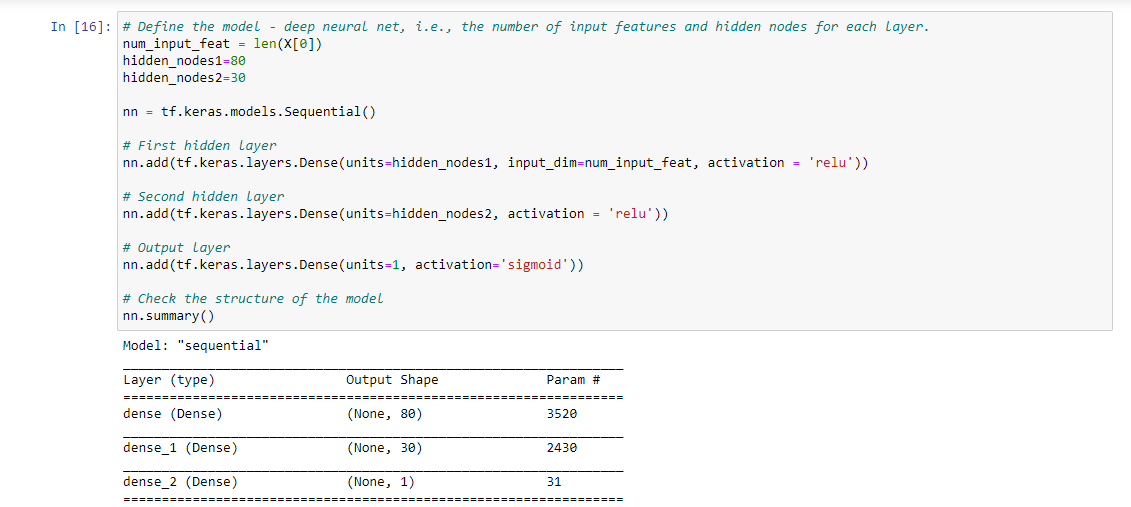 In [16]: # Define the model - deep neural net, i.e., the number of input features and hidden nodes for each layer.
num_input_feat = len(X[0])
hidden_nodes1=80
hidden_nodes2=30
nn = tf.keras.models.Sequential()
# First hidden layer
nn.add(tf.keras.layers.Dense(units=hidden_nodes1, input_dim=num_input_feat, activation = 'relu'))
# Second hidden layer
nn.add(tf.keras.layers.Dense(units=hidden_nodes2, activation = 'relu'))
# Output layer
nn.add(tf.keras.layers.Dense(units=1, activation='sigmoid'))
# Check the structure of the model
nn.summary()
Model: "sequential"
_________________________________________________________________
Layer (type) Output Shape Param #
=================================================================
dense (Dense) (None, 80) 3520
_________________________________________________________________
dense_1 (Dense) (None, 30) 2430
_________________________________________________________________
dense_2 (Dense) (None, 1) 31
=================================================================